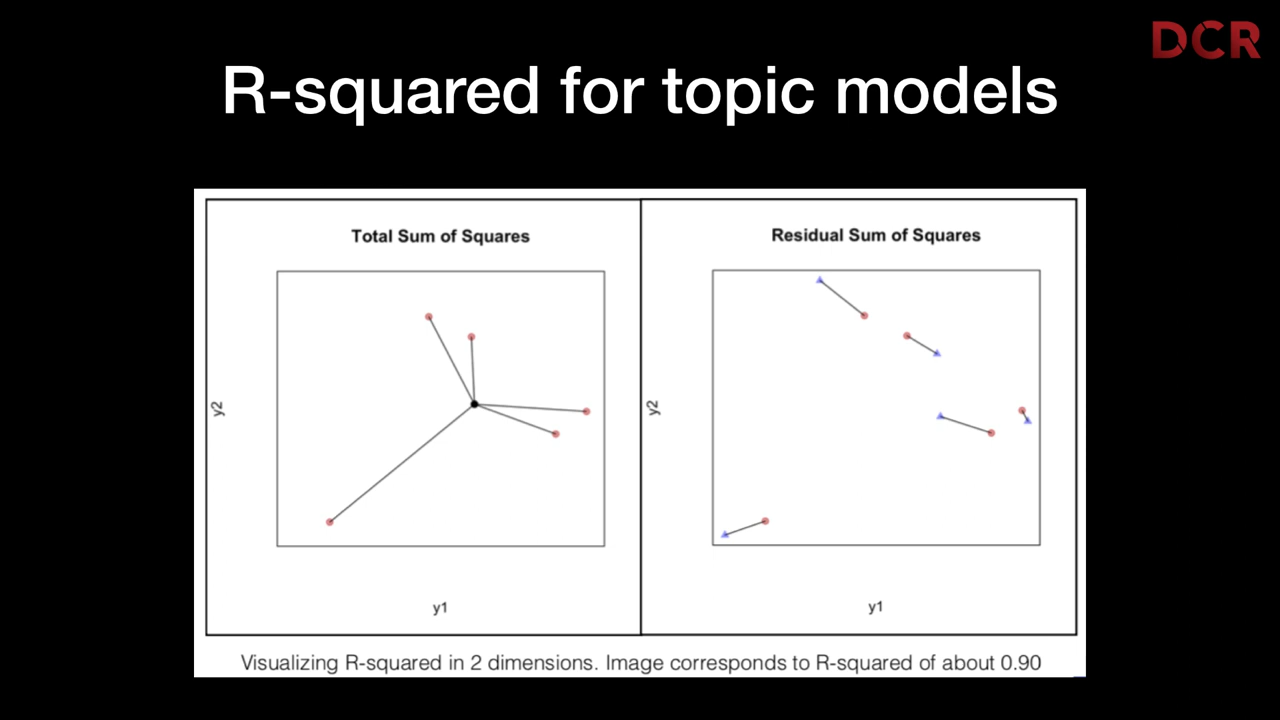 DCR
R-squared for topic models
Total Sum of Squares
y2
y1
Residual Sum of Squares
y2
y1
Visualizing R-squared in 2 dimensions. Image corresponds to R-squared of about 0.90